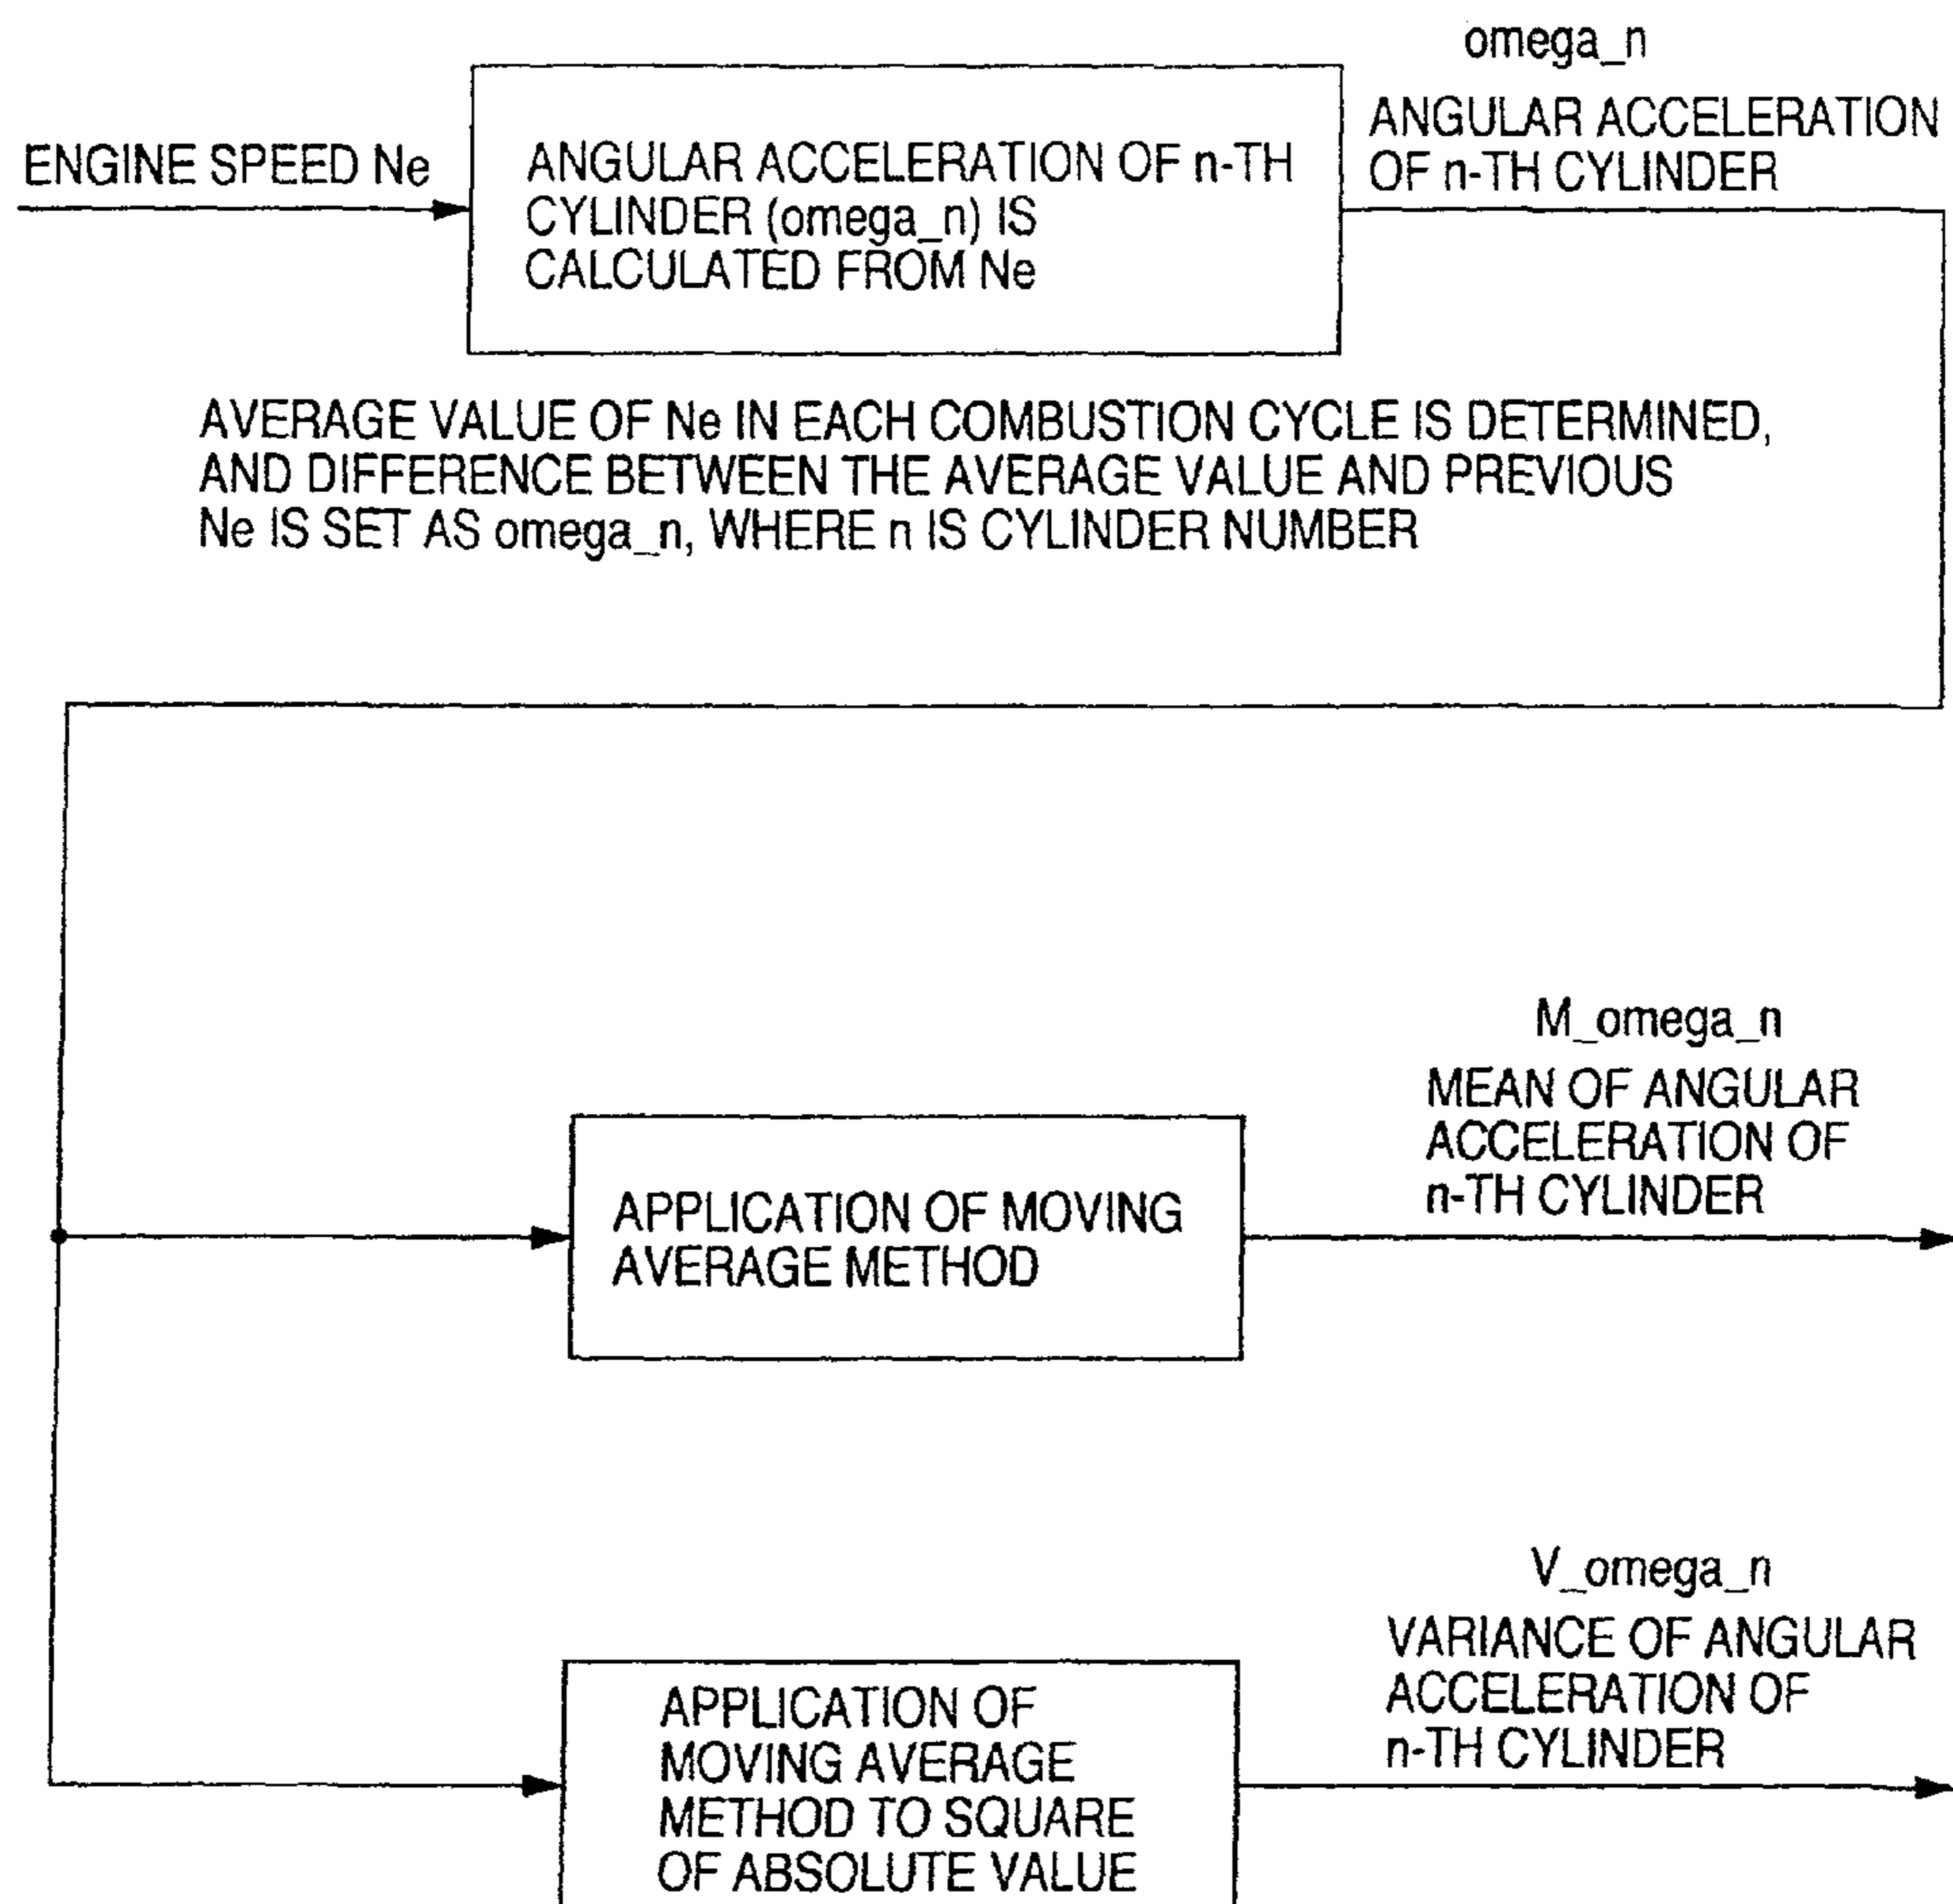 omega_n
ANGULAR ACCELERATION
OF n-TH CYLINDER
ENGINE SPEED Ne
ANGULAR ACCELERATION OF n-TH
CYLINDER (omega_n) IS
CALCULATED FROM Ne
AVERAGE VALUE OF Ne IN EACH COMBUSTION CYCLE IS DETERMINED,
AND DIFFERENCE BETWEEN THE AVERAGE VALUE AND PREVIOUS
Ne IS SET AS omega_n, WHERE n IS CYLINDER NUMBER
M_omega_n
MEAN OF ANGULAR
ACCELERATION OF
n-TH CYLINDER
APPLICATION OF MOVING
AVERAGE METHOD
V_omega_n
VARIANCE OF ANGULAR
ACCELERATION OF
n-TH CYLINDER
APPLICATION OF
MOVING AVERAGE
METHOD TO SQUARE
OF ABSOLUTE VALUE